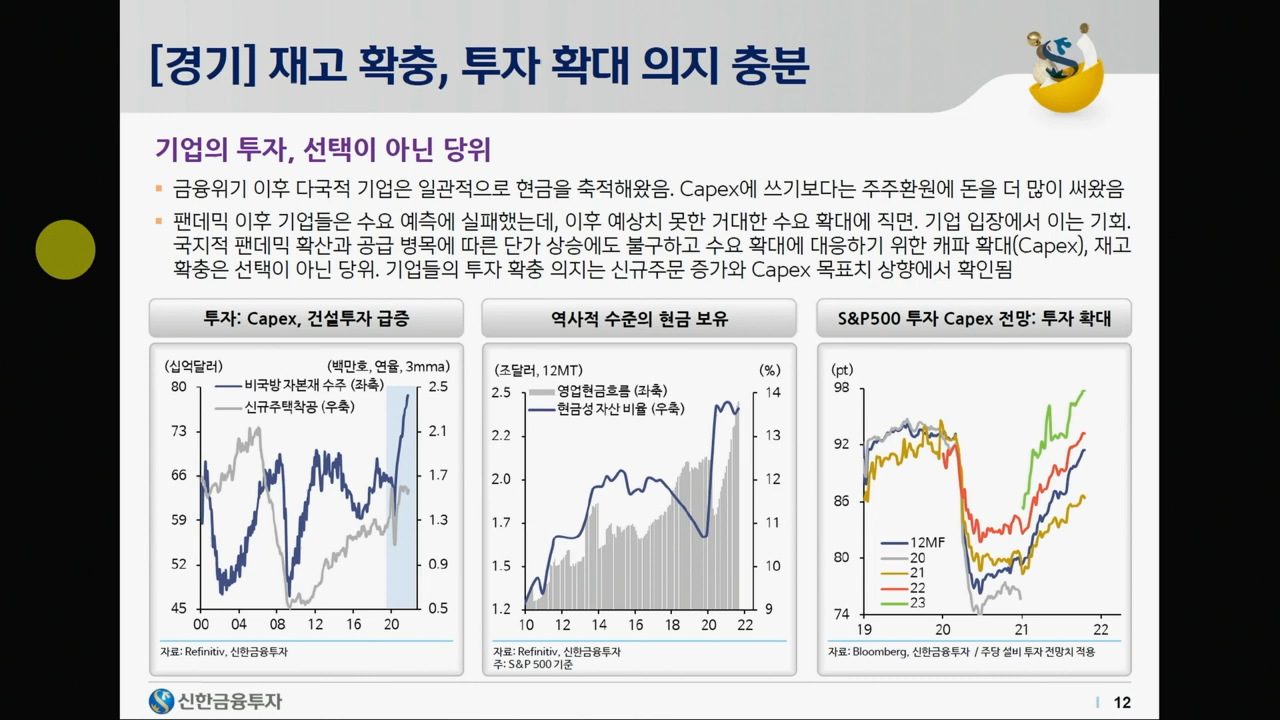 [경기] 재고 확충, 투자 확대 의지 충분
기업의 투자, 선택이 아닌 당위
▪ 금융위기 이후 다국적 기업은 일관적으로 현금을 축적해왔음. Capex에 쓰기보다는 주주환원에 돈을 더 많이 써왔음
▪ 팬데믹 이후 기업들은 수요 예측에 실패했는데, 이후 예상치 못한 거대한 수요 확대에 직면. 기업 입장에서 이는 기회.
국지적 팬데믹 확산과 공급 병목에 따른 단가 상승에도 불구하고 수요 확대에 대응하기 위한 캐파 확대(Capex), 재고
확충은 선택이 아닌 당위. 기업들의 투자 확충 의지는 신규주문 증가와 Capex 목표치 상향에서 확인됨
투자: Capex, 건설투자 급증
(십억달러) (백만호, 연율, 3mma)
비국방 자본재 수주 (좌축)
신규주택착공 (우축)
80 2.5
73 2.1
66 1.7
59 1.3
52 0.9
45 0.5
00 04 08 12 16 20
자료: Refinitiv, 신한금융투자
역사적 수준의 현금 보유
(조달러, 12MT) (%)
영업현금흐름 (좌축)
현금성 자산 비율 (우축)
2.5 14
2.2 13
2.0 12
1.7 11
1.5 10
1.2 9
10 12 14 16 18 20 22
자료: Refinitiv, 신한금융투자
주: S&P 500 기준
S&P500 투자 Capex 전망: 투자 확대
(pt)
98
92
86
80
74
12MF
20
21
22
23
19 20 21 22
자료: Bloomberg, 신한금융투자 / 주당 설비 투자 전망치 적용
신한금융투자
12